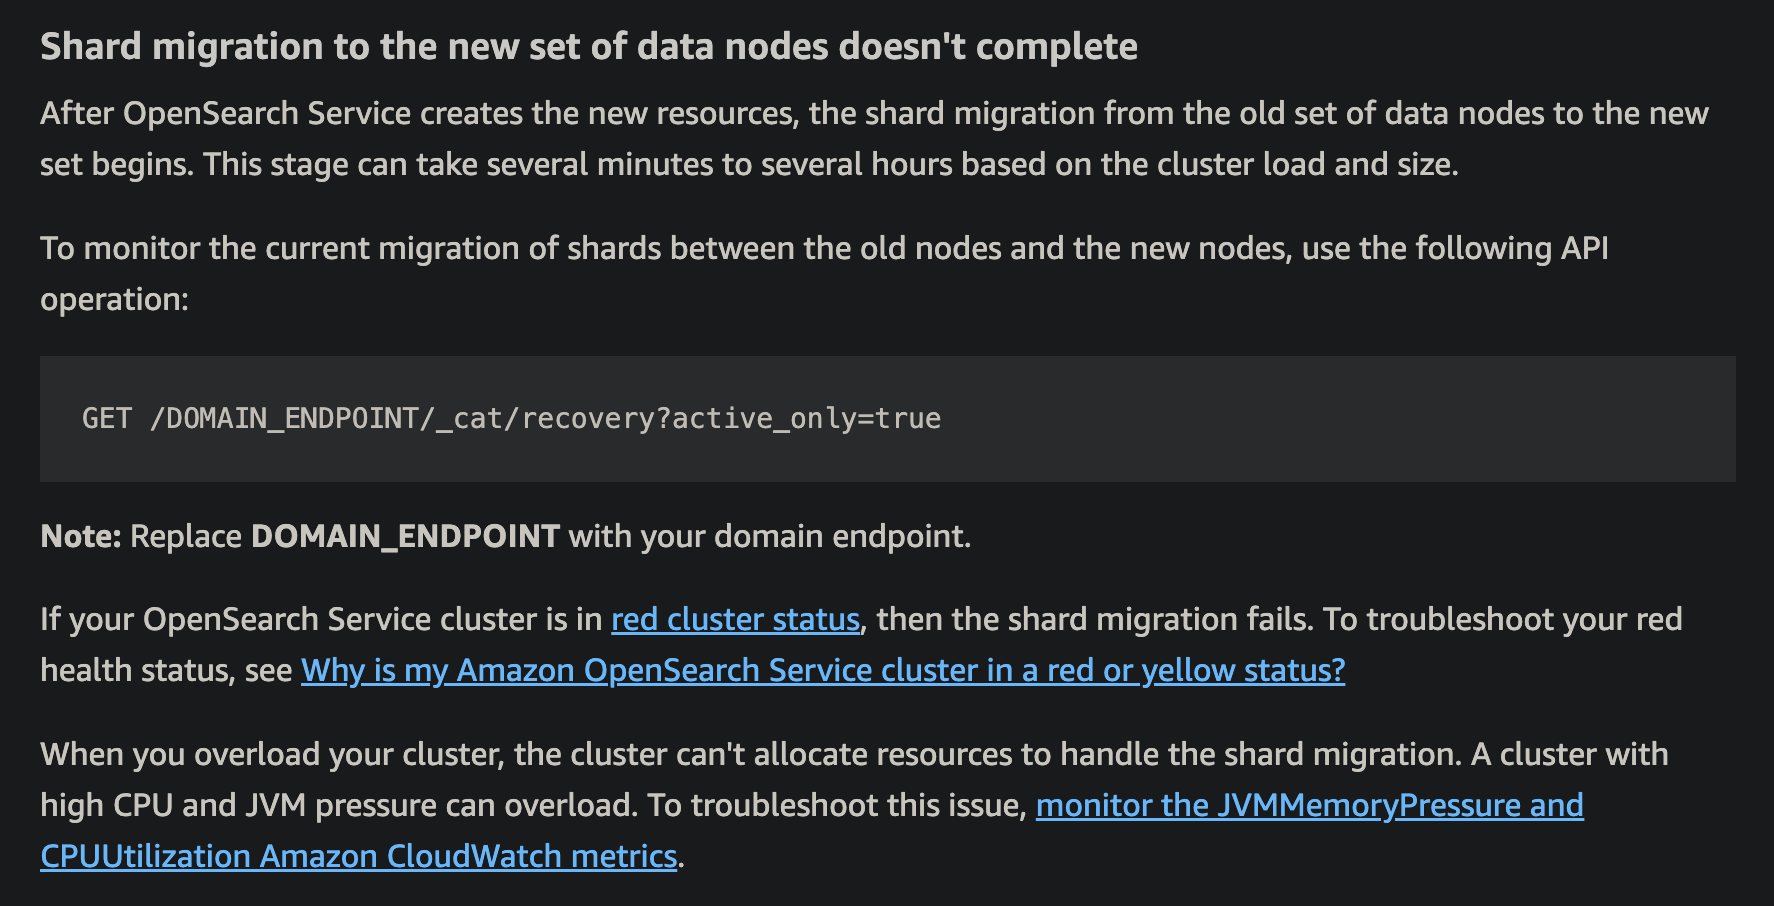 Shard migration to the new set of data nodes doesn't complete
After OpenSearch Service creates the new resources, the shard migration from the old set of data nodes to the new
set begins. This stage can take several minutes to several hours based on the cluster load and size.
To monitor the current migration of shards between the old nodes and the new nodes, use the following API
operation:
GET /DOMAIN_ENDPOINT/_cat/recovery?active_only=true
Note: Replace DOMAIN_ENDPOINT with your domain endpoint.
If your OpenSearch Service cluster is in red cluster status, then the shard migration fails. To troubleshoot your red
health status, see Why is my Amazon OpenSearch Service cluster in a red or yellow status?
When you overload your cluster, the cluster can't allocate resources to handle the shard migration. A cluster with
high CPU and JVM pressure can overload. To troubleshoot this issue, monitor the JVMMemoryPressure and
CPUUtilization Amazon CloudWatch metrics.